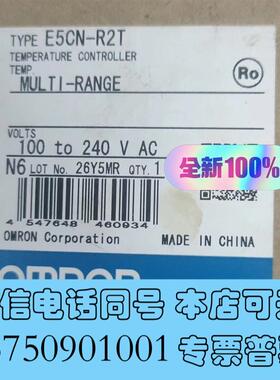 TYPE E5CN-R2T
TEMPERATURE CONTROLLER
TEMP
MULTI-RANGE
Ro
VOLTS
100 to 240 V AC
全新100%
N6 LOT No. 26Y5MR QTY.1
4 547648 460934
OMRON Corporation MADE IN CHINA
OMRON
信电话同号 本店可
3750901001 专票普